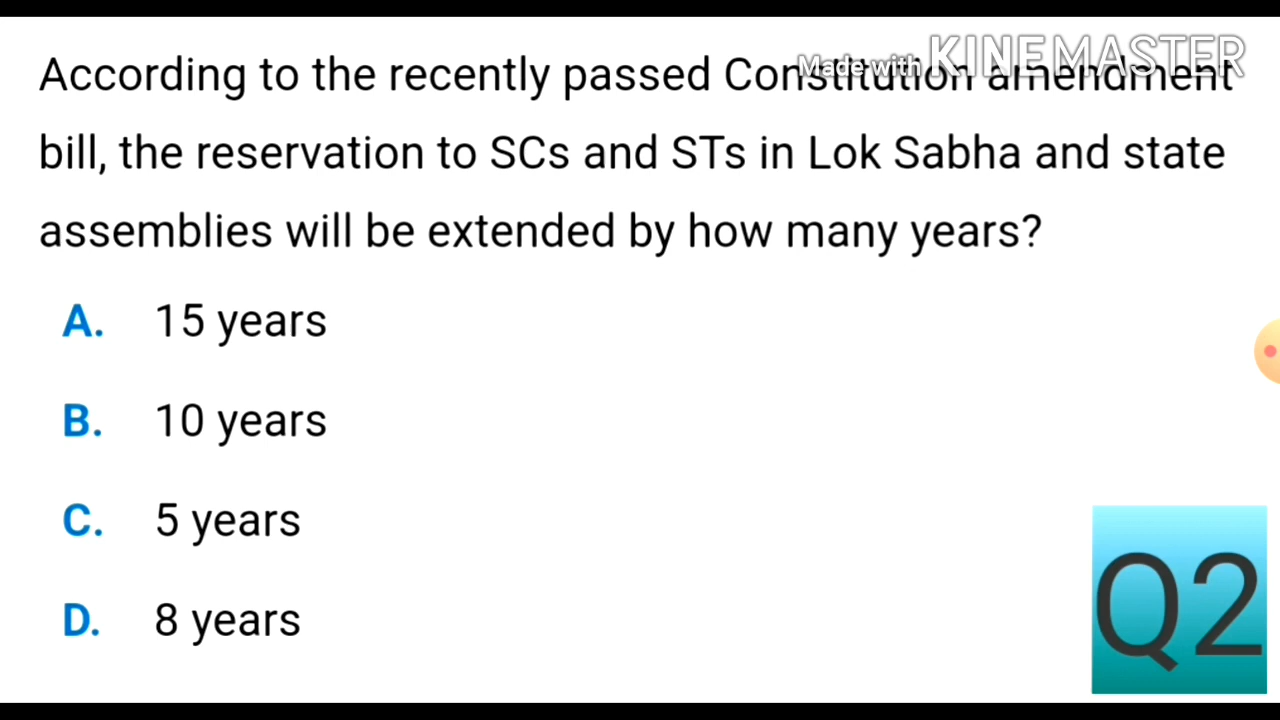 Made with KINEMASTER
According to the recently passed Constitution amendment
bill, the reservation to SCs and STs in Lok Sabha and state
assemblies will be extended by how many years?
A. 15 years
B. 10 years
C. 5 years
D. 8 years
Q2